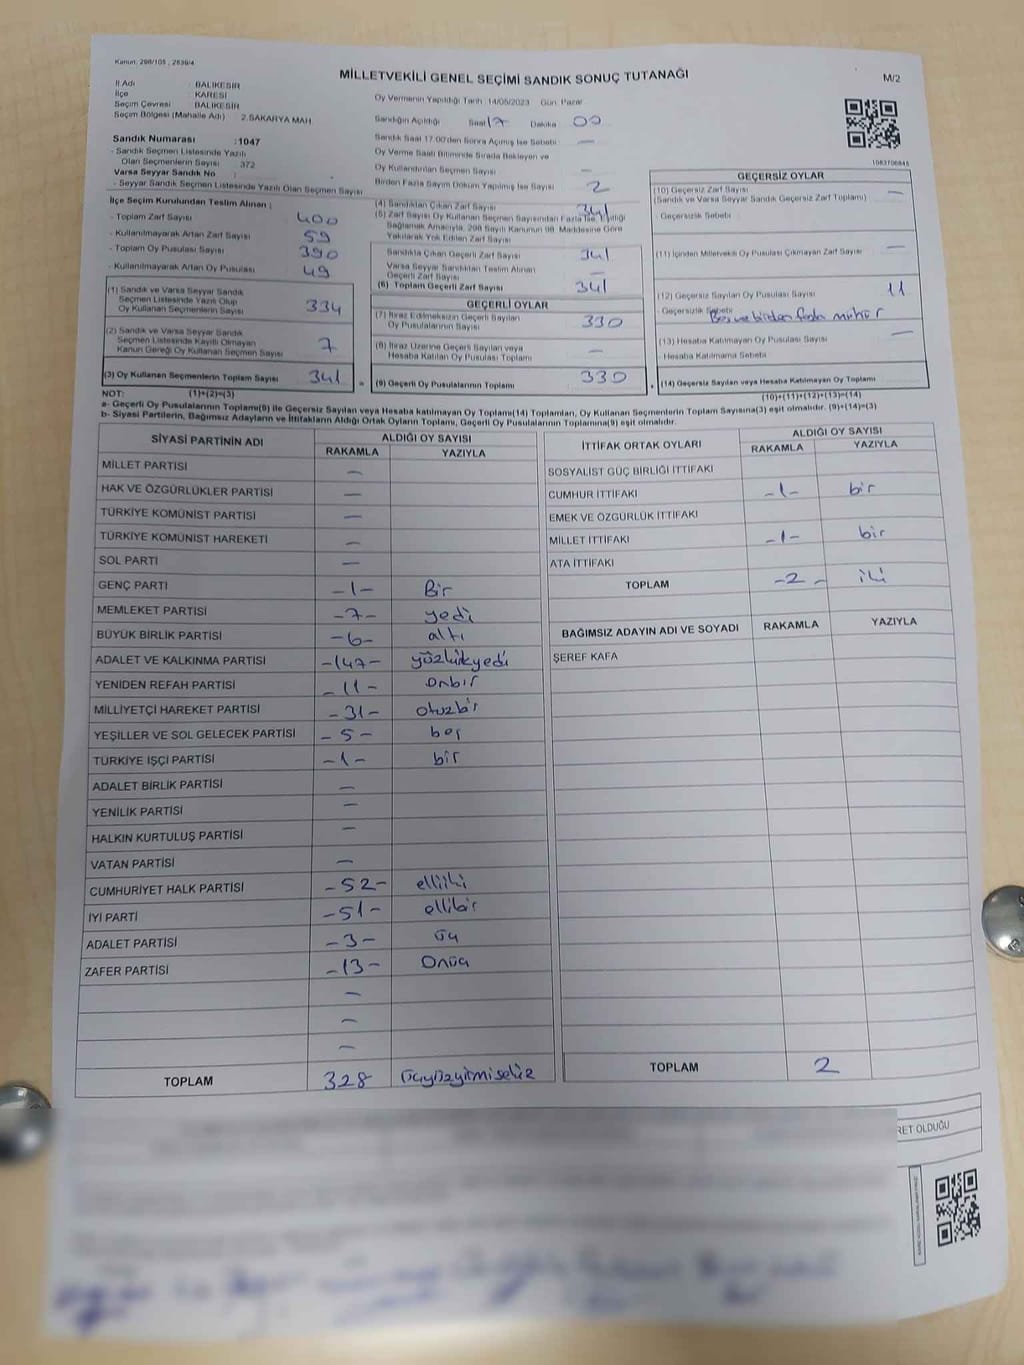 Kanun: 298/105 , 2839/4
MİLLETVEKİLİ GENEL SEÇİMİ SANDIK SONUÇ TUTANAĞI
M/2
İl Adı : BALIKESİR
İlçe : KARESİ
Seçim Çevresi : BALIKESİR
Seçim Bölgesi (Mahalle Adı) 2.SAKARYA MAH
Sandık Numarası :1047
- Sandık Seçmen Listesinde Yazılı
Olan Seçmenlerin Sayısı : 372
Varsa Seyyar Sandık No :
- Seyyar Sandık Listesinde Yazılı Olan Seçmen Sayısı
Oy Vermenin Yapıldığı Tarih :14/05/2023 Gün: Pazar
Sandığın Açıldığı Saat 17 Dakika 00
Sandık Saat 17:00'den Sonra Açılmış İse Sebebi : —
Oy Verme Saati Bitiminde Sırada Bekleyen ve
Oy Kullandırılan Seçmen Sayısı —
Birden Fazla Sayım Döküm Yapılmış İse Sayısı 2
1083706845
İlçe Seçim Kurulundan Teslim Alınan ;
- Toplam Zarf Sayısı 400
- Kullanılmayarak Artan Zarf Sayısı 59
- Toplam Oy Pusulası Sayısı 390
- Kullanılmayarak Artan Oy Pusulası 49
(1) Sandık ve Varsa Seyyar Sandık
Seçmen Listesinde Yazılı Olup
Oy Kullanan Seçmen Sayısı 334
(2) Sandık ve Varsa Seyyar Sandık
Seçmen Listesinde Kayıtlı Olmayan
Kanun Gereği Oy Kullanan Seçmen Sayısı 7
(3) Oy Kullanan Seçmenlerin Toplam Sayısı 341
(4) Sandıktan Çıkan Zarf Sayısı 341
(5) Zarf Sayısı Oy Kullanan Seçmen Sayısından Fazla İse, Eşitliği
Sağlamak Amacıyla, 298 Sayılı Kanunun 98. Maddesine Göre
Yakılarak Yok Edilen Zarf Sayısı
Sandıkta Çıkan Geçerli Zarf Sayısı 341
Varsa Seyyar Sandıktan Teslim Alınan
Geçerli Zarf Sayısı —
(6) Toplam Geçerli Zarf Sayısı 341
GEÇERLİ OYLAR
(7) İtiraz Edilmeksizin Geçerli Sayılan
Oy Pusulalarının Sayısı 330
(8) İtiraz Üzerine Geçerli Sayılan veya
Hesaba Katılan Oy Pusulası Toplamı —
(9) Geçerli Oy Pusulalarının Toplamı 330
GEÇERSİZ OYLAR
(10) Geçersiz Zarf Sayısı —
(Sandık ve Varsa Seyyar Sandık Geçersiz Zarf Toplamı)
- Geçersizlik Sebebi
(11) İçinden Milletvekili Oy Pusulası Çıkmayan Zarf Sayısı —
(12) Geçersiz Sayılan Oy Pusulası Sayısı 11
- Geçersizlik Sebebi Boş ve birden fazla mühür
(13) Hesaba Katılmayan Oy Pusulası Sayısı —
- Hesaba Katılmama Sebebi
(14) Geçersiz Sayılan veya Hesaba Katılmayan Oy Toplamı
NOT: (1)+(2)=(3)
(10)+(11)+(12)+(13)=(14)
a- Geçerli Oy Pusulalarının Toplamı(9) ile Geçersiz Sayılan veya Hesaba katılmayan Oy Toplamı(14) Toplamları, Oy Kullanan Seçmenlerin Toplam Sayısına(3) eşit olmalıdır. (9)+(14)=(3)
b- Siyasi Partilerin, Bağımsız Adayların ve İttifakların Aldığı Ortak Oyların Toplamı, Geçerli Oy Pusulalarının Toplamına(9) eşit olmalıdır.
SİYASİ PARTİNİN ADI ALDIĞI OY SAYISI
RAKAMLA YAZIYLA
MİLLET PARTİSİ —
HAK VE ÖZGÜRLÜKLER PARTİSİ —
TÜRKİYE KOMÜNİST PARTİSİ —
TÜRKİYE KOMÜNİST HAREKETİ —
SOL PARTİ —
GENÇ PARTİ -1- Bir
MEMLEKET PARTİSİ -7- yedi
BÜYÜK BİRLİK PARTİSİ -6- altı
ADALET VE KALKINMA PARTİSİ -147- yüzkırkyedi
YENİDEN REFAH PARTİSİ -11- onbir
MİLLİYETÇİ HAREKET PARTİSİ -31- otuzbir
YEŞİLLER VE SOL GELECEK PARTİSİ -5- beş
TÜRKİYE İŞÇİ PARTİSİ -1- bir
ADALET BİRLİK PARTİSİ —
YENİLİK PARTİSİ —
HALKIN KURTULUŞ PARTİSİ —
VATAN PARTİSİ —
CUMHURİYET HALK PARTİSİ -52- elliiki
İYİ PARTİ -51- ellibir
ADALET PARTİSİ -3- üç
ZAFER PARTİSİ -13- Onüç
—
—
—
TOPLAM 328 üçyüzyirmisekiz
İTTİFAK ORTAK OYLARI ALDIĞI OY SAYISI
RAKAMLA YAZIYLA
SOSYALİST GÜÇ BİRLİĞİ İTTİFAKI
CUMHUR İTTİFAKI -1- bir
EMEK VE ÖZGÜRLÜK İTTİFAKI
MİLLET İTTİFAKI -1- bir
ATA İTTİFAKI
TOPLAM -2- iki
BAĞIMSIZ ADAYIN ADI VE SOYADI RAKAMLA YAZIYLA
ŞEREF KAFA
TOPLAM 2
RET OLDUĞU